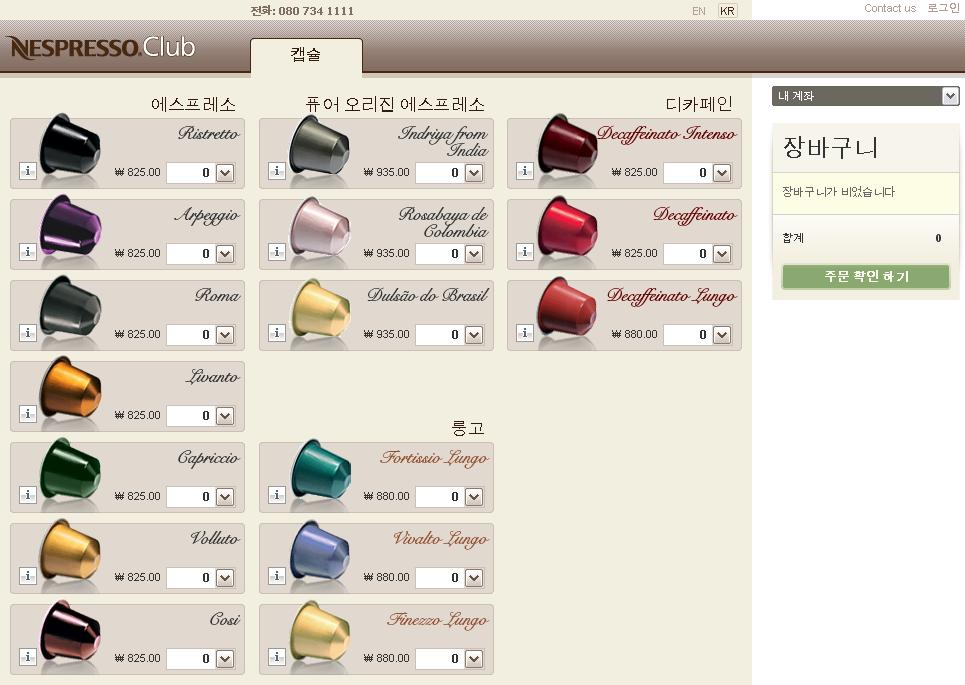 전화: 080 734 1111
EN KR
Contact us 로그인
NESPRESSO.Club
캡슐
내 계좌
장바구니
장바구니가 비었습니다
합계 0
주문 확인 하기
에스프레소
Ristretto
i ₩ 825.00 0
Arpeggio
i ₩ 825.00 0
Roma
i ₩ 825.00 0
Livanto
i ₩ 825.00 0
Capriccio
i ₩ 825.00 0
Volluto
i ₩ 825.00 0
Cosi
i ₩ 825.00 0
퓨어 오리진 에스프레소
Indriya from
India
i ₩ 935.00 0
Rosabaya de
Colombia
i ₩ 935.00 0
Dulsão do Brasil
i ₩ 935.00 0
룽고
Fortissio Lungo
i ₩ 880.00 0
Vivalto Lungo
i ₩ 880.00 0
Finezzo Lungo
i ₩ 880.00 0
디카페인
Decaffeinato Intenso
i ₩ 825.00 0
Decaffeinato
i ₩ 825.00 0
Decaffeinato Lungo
i ₩ 880.00 0